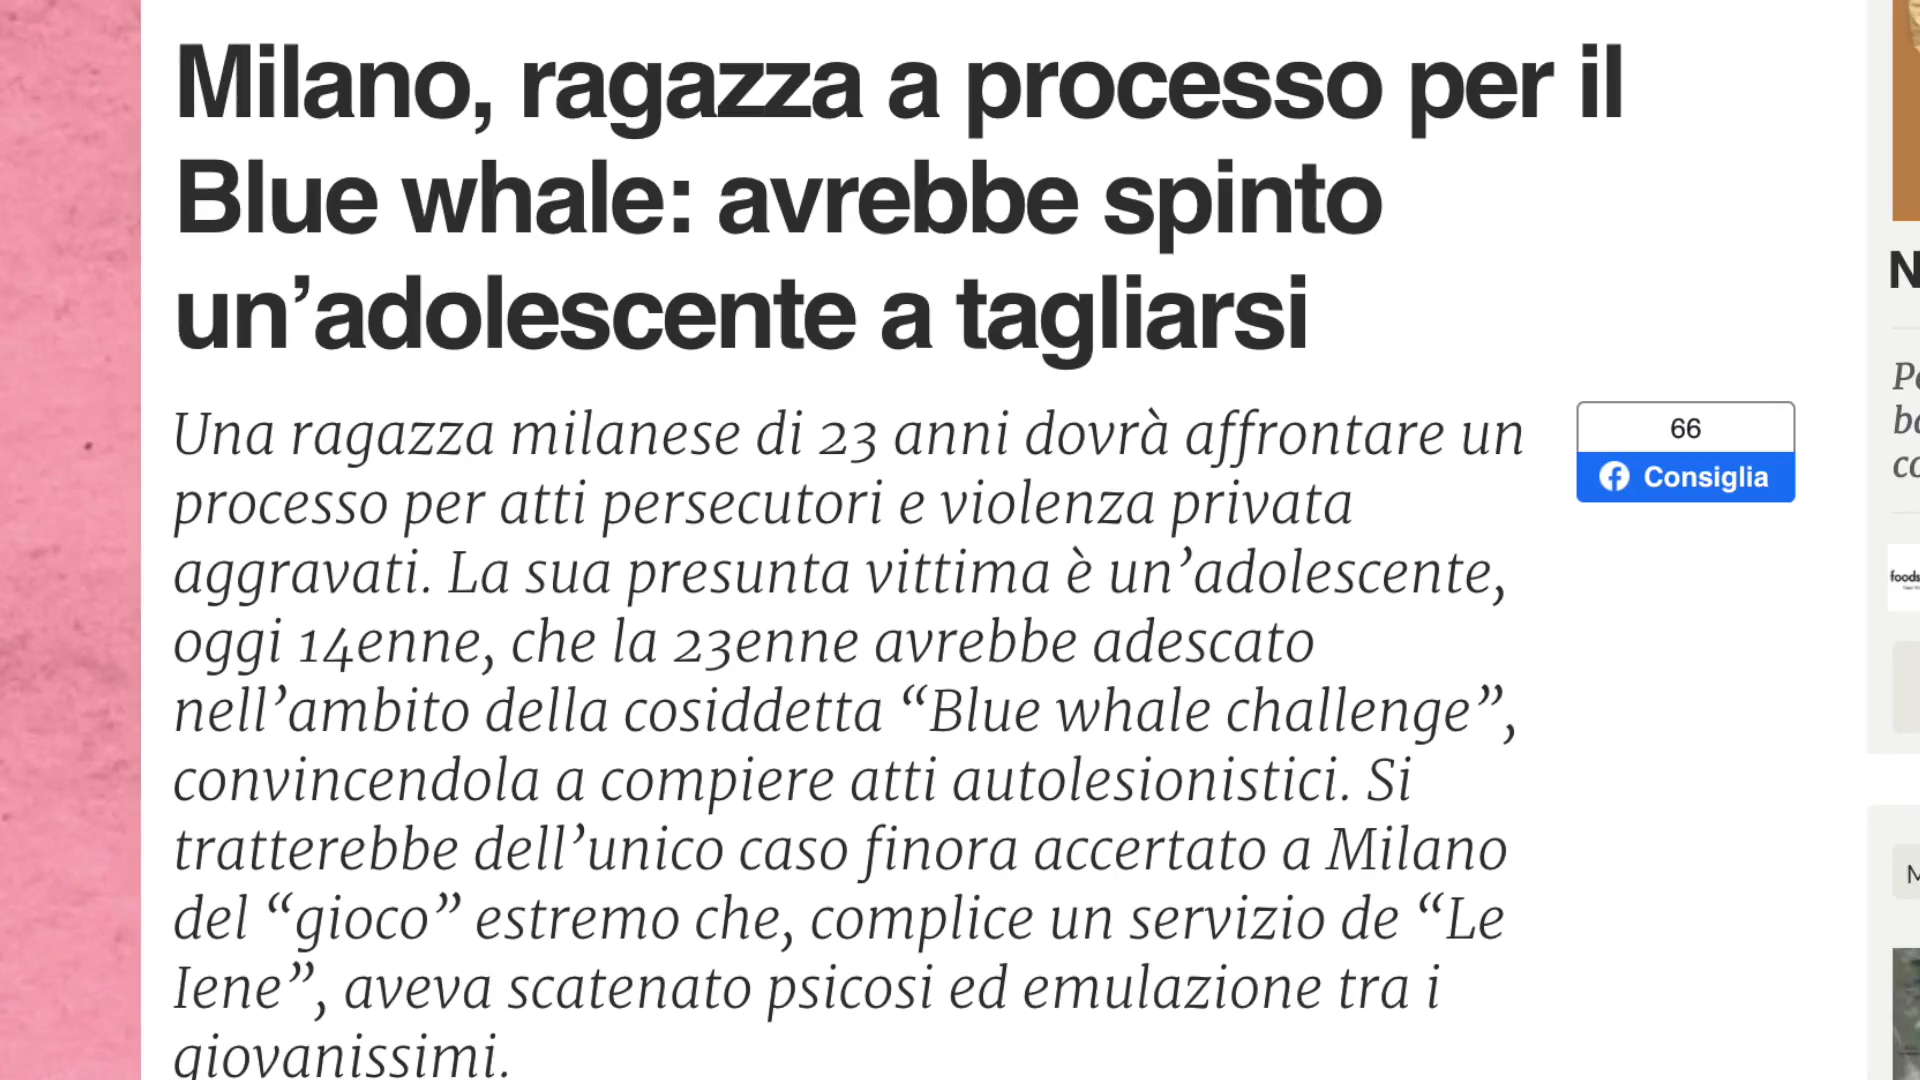 Milano, ragazza a processo per il
Blue whale: avrebbe spinto
un’adolescente a tagliarsi
Una ragazza milanese di 23 anni dovrà affrontare un
processo per atti persecutori e violenza privata
aggravati. La sua presunta vittima è un’adolescente,
oggi 14enne, che la 23enne avrebbe adescato
nell’ambito della cosiddetta “Blue whale challenge”,
convincendola a compiere atti autolesionistici. Si
tratterebbe dell’unico caso finora accertato a Milano
del “gioco” estremo che, complice un servizio de “Le
Iene”, aveva scatenato psicosi ed emulazione tra i
giovanissimi.
66
Consiglia